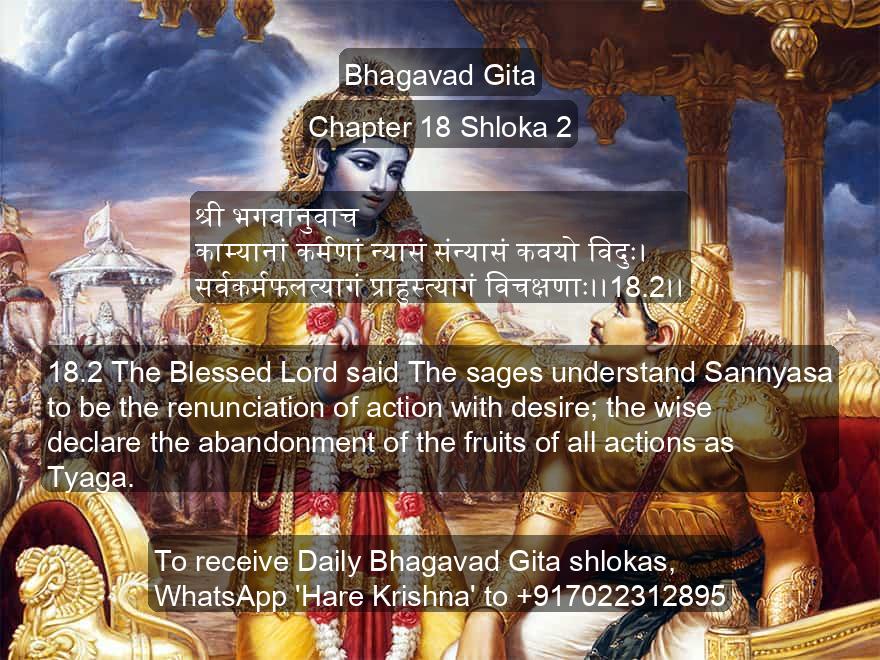 Bhagavad Gita
Chapter 18 Shloka 2
श्री भगवानुवाच
काम्यानां कर्मणां न्यासं संन्यासं कवयो विदुः।
सर्वकर्मफलत्यागं प्राहुस्त्यागं विचक्षणाः।।18.2।।
18.2 The Blessed Lord said The sages understand Sannyasa
to be the renunciation of action with desire; the wise
declare the abandonment of the fruits of all actions as
Tyaga.
To receive Daily Bhagavad Gita shlokas,
WhatsApp 'Hare Krishna' to +917022312895